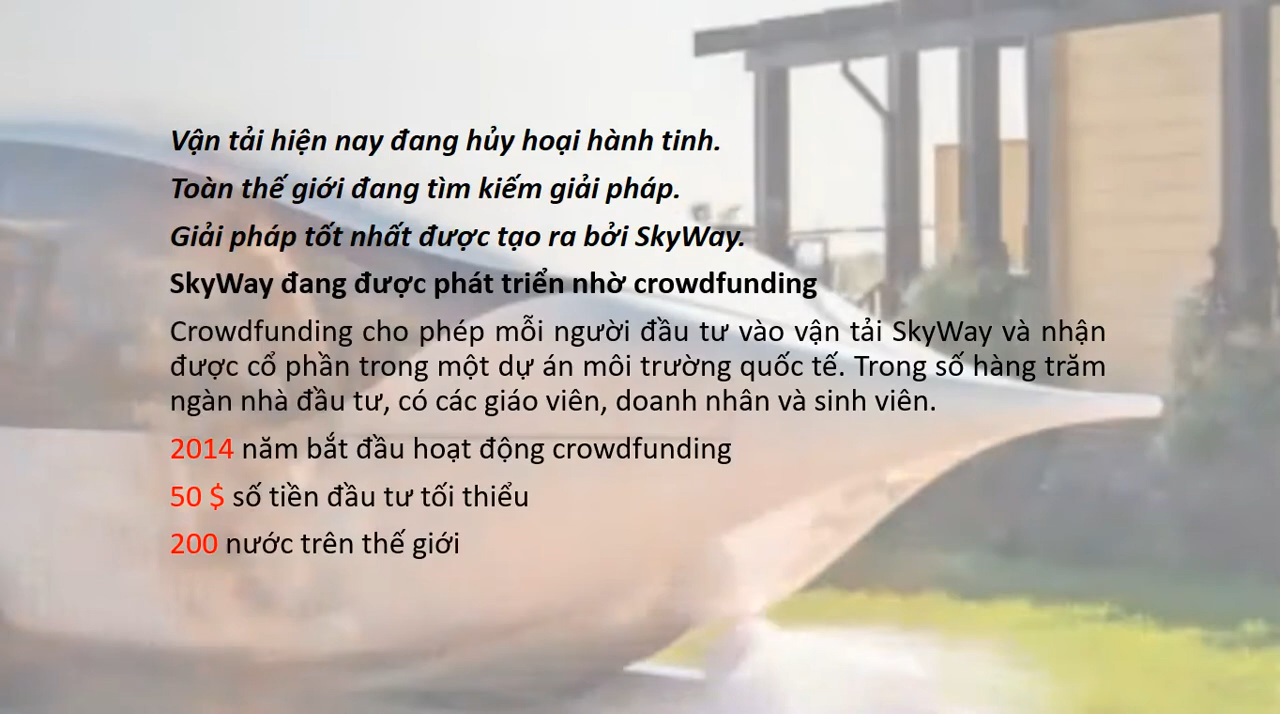 Vận tải hiện nay đang hủy hoại hành tinh.
Toàn thế giới đang tìm kiếm giải pháp.
Giải pháp tốt nhất được tạo ra bởi SkyWay.
SkyWay đang được phát triển nhờ crowdfunding
Crowdfunding cho phép mỗi người đầu tư vào vận tải SkyWay và nhận
được cổ phần trong một dự án môi trường quốc tế. Trong số hàng trăm
ngàn nhà đầu tư, có các giáo viên, doanh nhân và sinh viên.
2014 năm bắt đầu hoạt động crowdfunding
50 $ số tiền đầu tư tối thiểu
200 nước trên thế giới